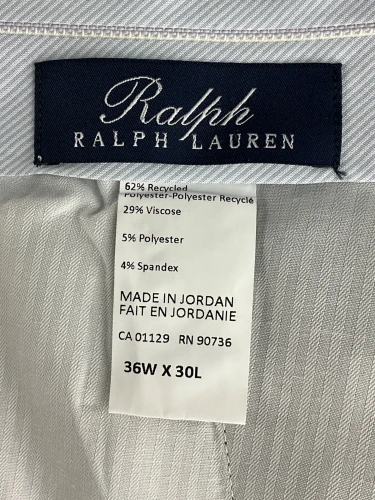 Ralph
RALPH LAUREN
62% Recycled
Polyester-Polyester Recyclé
29% Viscose
5% Polyester
4% Spandex
MADE IN JORDAN
FAIT EN JORDANIE
CA 01129 RN 90736
36W X 30L